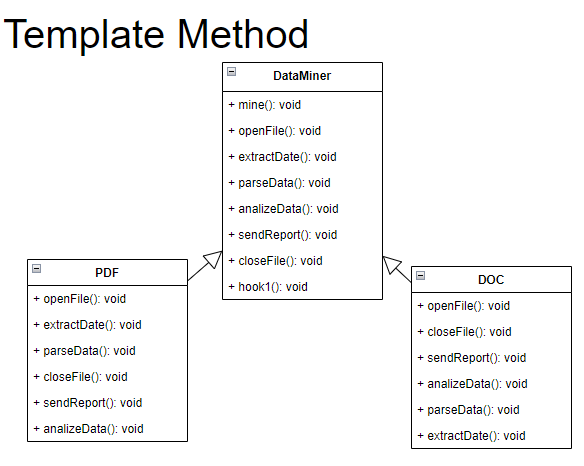 Template Method
DataMiner
+ mine(): void
+ openFile(): void
+ extractDate(): void
+ parseData(): void
+ analizeData(): void
+ sendReport(): void
+ closeFile(): void
+ hook1(): void
PDF
+ openFile(): void
+ extractDate(): void
+ parseData(): void
+ closeFile(): void
+ sendReport(): void
+ analizeData(): void
DOC
+ openFile(): void
+ closeFile(): void
+ sendReport(): void
+ analizeData(): void
+ parseData(): void
+ extractDate(): void